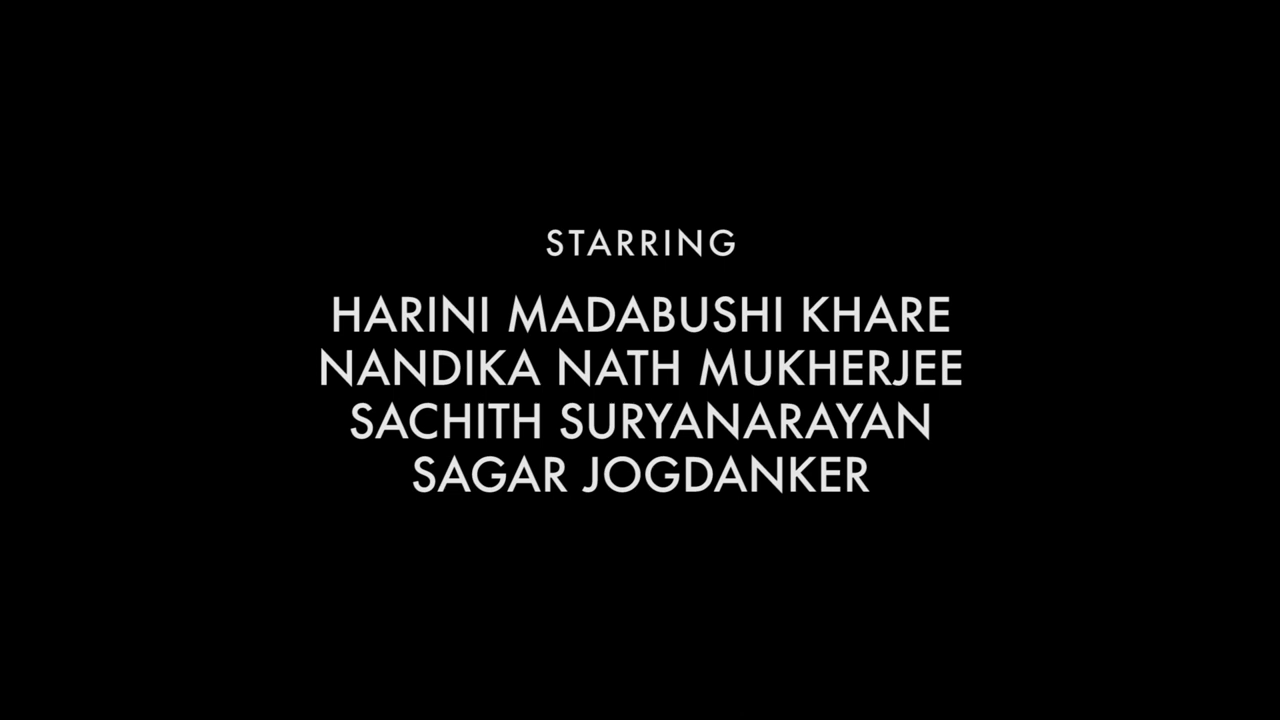 STARRING
HARINI MADABUSHI KHARE
NANDIKA NATH MUKHERJEE
SACHITH SURYANARAYAN
SAGAR JOGDANKER